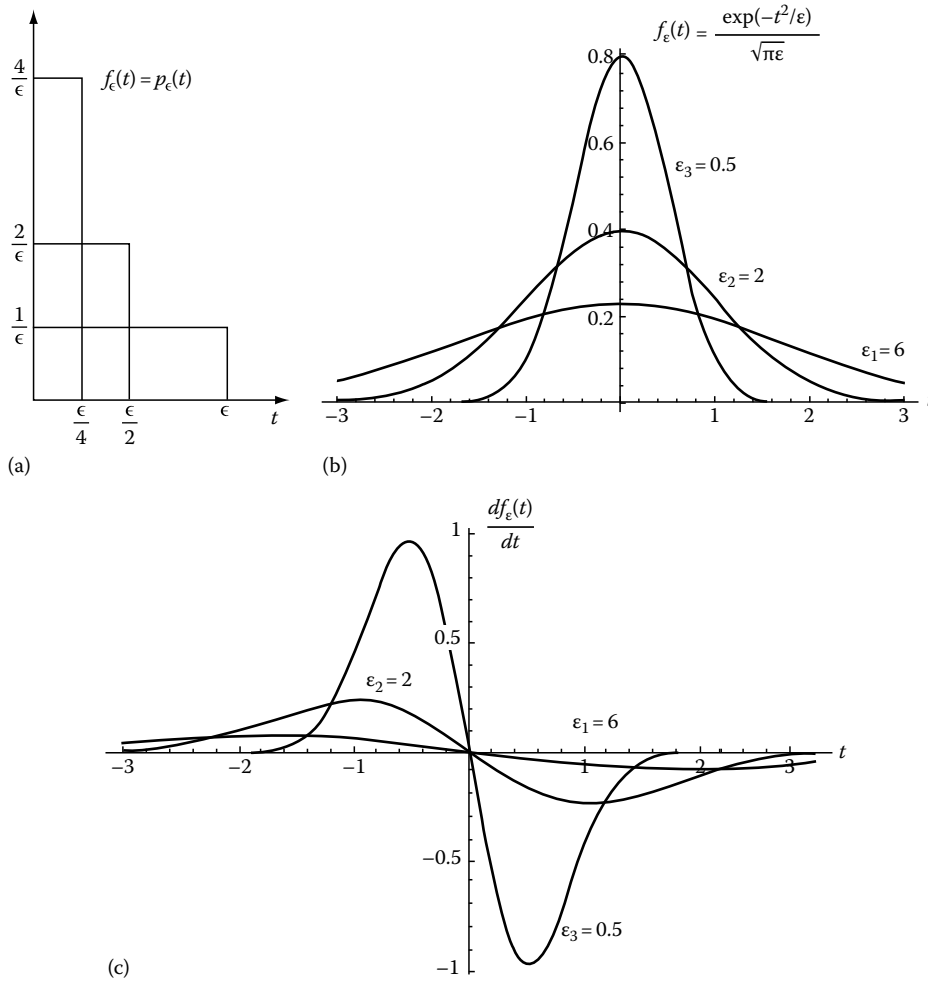 4/ϵ
f_ϵ(t) = p_ϵ(t)
2/ϵ
1/ϵ
ϵ/4
ϵ/2
ϵ
t
(a)
f_ε(t) = exp(−t²/ε)/√πε
0.8
0.6
ε₃ = 0.5
0.4
ε₂ = 2
0.2
ε₁ = 6
−3 −2 −1 1 2 3
(b)
df_ε(t)/dt
1
0.5
ε₂ = 2
ε₁ = 6
−3 −2 −1 1 2 3 t
−0.5
ε₃ = 0.5
−1
(c)